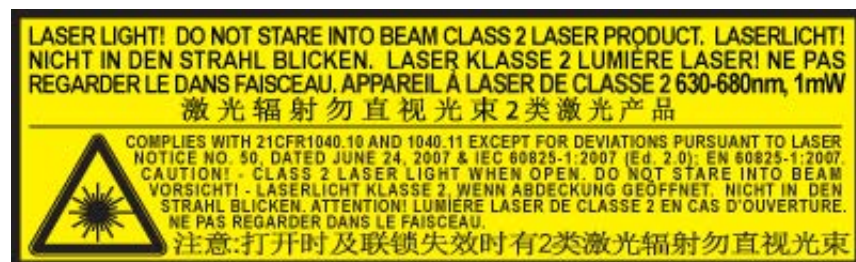 LASER LIGHT! DO NOT STARE INTO BEAM CLASS 2 LASER PRODUCT. LASERLICHT!
NICHT IN DEN STRAHL BLICKEN. LASER KLASSE 2 LUMIÈRE LASER! NE PAS
REGARDER LE DANS FAISCEAU. APPAREIL À LASER DE CLASSE 2 630-680nm, 1mW
激光辐射勿直视光束2类激光产品
COMPLIES WITH 21CFR1040.10 AND 1040.11 EXCEPT FOR DEVIATIONS PURSUANT TO LASER
NOTICE NO. 50, DATED JUNE 24, 2007 & IEC 60825-1:2007 (Ed. 2.0); EN 60825-1:2007.
CAUTION! - CLASS 2 LASER LIGHT WHEN OPEN. DO NOT STARE INTO BEAM
VORSICHT! - LASERLICHT KLASSE 2, WENN ABDECKUNG GEÖFFNET. NICHT IN DEN
STRAHL BLICKEN. ATTENTION! LUMIÈRE LASER DE CLASSE 2 EN CAS D'OUVERTURE.
NE PAS REGARDER DANS LE FAISCEAU.
注意:打开时及联锁失效时有2类激光辐射勿直视光束